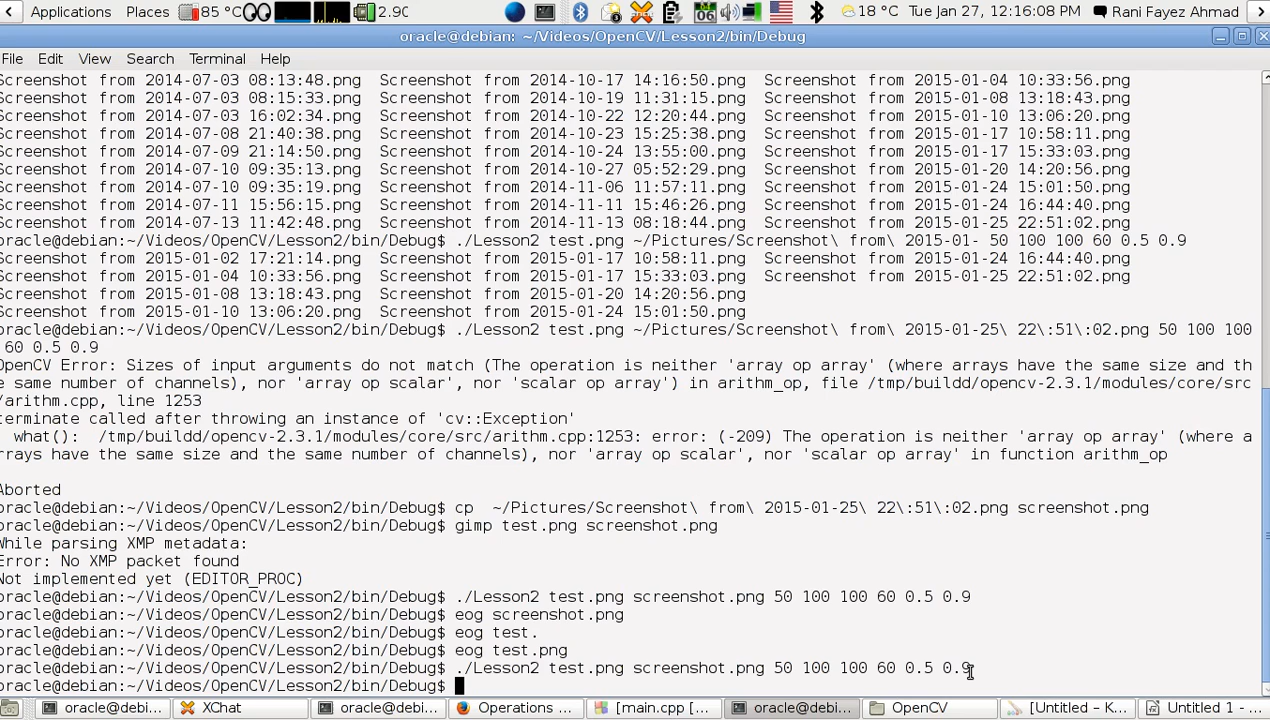 Applications Places 85 °C 2.90 06 18 °C Tue Jan 27, 12:16:08 PM Rani Fayez Ahmad
oracle@debian: ~/Videos/OpenCV/Lesson2/bin/Debug
File Edit View Search Terminal Help
Screenshot from 2014-07-03 08:13:48.png Screenshot from 2014-10-17 14:16:50.png Screenshot from 2015-01-04 10:33:56.png
Screenshot from 2014-07-03 08:15:33.png Screenshot from 2014-10-19 11:31:15.png Screenshot from 2015-01-08 13:18:43.png
Screenshot from 2014-07-03 16:02:34.png Screenshot from 2014-10-22 12:20:44.png Screenshot from 2015-01-10 13:06:20.png
Screenshot from 2014-07-08 21:40:38.png Screenshot from 2014-10-23 15:25:38.png Screenshot from 2015-01-17 10:58:11.png
Screenshot from 2014-07-09 21:14:50.png Screenshot from 2014-10-24 13:55:00.png Screenshot from 2015-01-17 15:33:03.png
Screenshot from 2014-07-10 09:35:13.png Screenshot from 2014-10-27 05:52:29.png Screenshot from 2015-01-20 14:20:56.png
Screenshot from 2014-07-10 09:35:19.png Screenshot from 2014-11-06 11:57:11.png Screenshot from 2015-01-24 15:01:50.png
Screenshot from 2014-07-11 15:56:15.png Screenshot from 2014-11-11 15:46:26.png Screenshot from 2015-01-24 16:44:40.png
Screenshot from 2014-07-13 11:42:48.png Screenshot from 2014-11-13 08:18:44.png Screenshot from 2015-01-25 22:51:02.png
oracle@debian:~/Videos/OpenCV/Lesson2/bin/Debug$ ./Lesson2 test.png ~/Pictures/Screenshot\ from\ 2015-01- 50 100 100 60 0.5 0.9
Screenshot from 2015-01-02 17:21:14.png Screenshot from 2015-01-17 10:58:11.png Screenshot from 2015-01-24 16:44:40.png
Screenshot from 2015-01-04 10:33:56.png Screenshot from 2015-01-17 15:33:03.png Screenshot from 2015-01-25 22:51:02.png
Screenshot from 2015-01-08 13:18:43.png Screenshot from 2015-01-20 14:20:56.png
Screenshot from 2015-01-10 13:06:20.png Screenshot from 2015-01-24 15:01:50.png
oracle@debian:~/Videos/OpenCV/Lesson2/bin/Debug$ ./Lesson2 test.png ~/Pictures/Screenshot\ from\ 2015-01-25\ 22\:51\:02.png 50 100 100
60 0.5 0.9
OpenCV Error: Sizes of input arguments do not match (The operation is neither 'array op array' (where arrays have the same size and th
e same number of channels), nor 'array op scalar', nor 'scalar op array') in arithm_op, file /tmp/buildd/opencv-2.3.1/modules/core/src
/arithm.cpp, line 1253
terminate called after throwing an instance of 'cv::Exception'
what(): /tmp/buildd/opencv-2.3.1/modules/core/src/arithm.cpp:1253: error: (-209) The operation is neither 'array op array' (where a
rrays have the same size and the same number of channels), nor 'array op scalar', nor 'scalar op array' in function arithm_op
Aborted
oracle@debian:~/Videos/OpenCV/Lesson2/bin/Debug$ cp ~/Pictures/Screenshot\ from\ 2015-01-25\ 22\:51\:02.png screenshot.png
oracle@debian:~/Videos/OpenCV/Lesson2/bin/Debug$ gimp test.png screenshot.png
While parsing XMP metadata:
Error: No XMP packet found
Not implemented yet (EDITOR_PROC)
oracle@debian:~/Videos/OpenCV/Lesson2/bin/Debug$ ./Lesson2 test.png screenshot.png 50 100 100 60 0.5 0.9
oracle@debian:~/Videos/OpenCV/Lesson2/bin/Debug$ eog screenshot.png
oracle@debian:~/Videos/OpenCV/Lesson2/bin/Debug$ eog test.
oracle@debian:~/Videos/OpenCV/Lesson2/bin/Debug$ eog test.png
oracle@debian:~/Videos/OpenCV/Lesson2/bin/Debug$ ./Lesson2 test.png screenshot.png 50 100 100 60 0.5 0.9
oracle@debian:~/Videos/OpenCV/Lesson2/bin/Debug$
oracle@debi... XChat oracle@debi... Operations ... [main.cpp [... oracle@debi... OpenCV [Untitled – K... Untitled 1 - ...